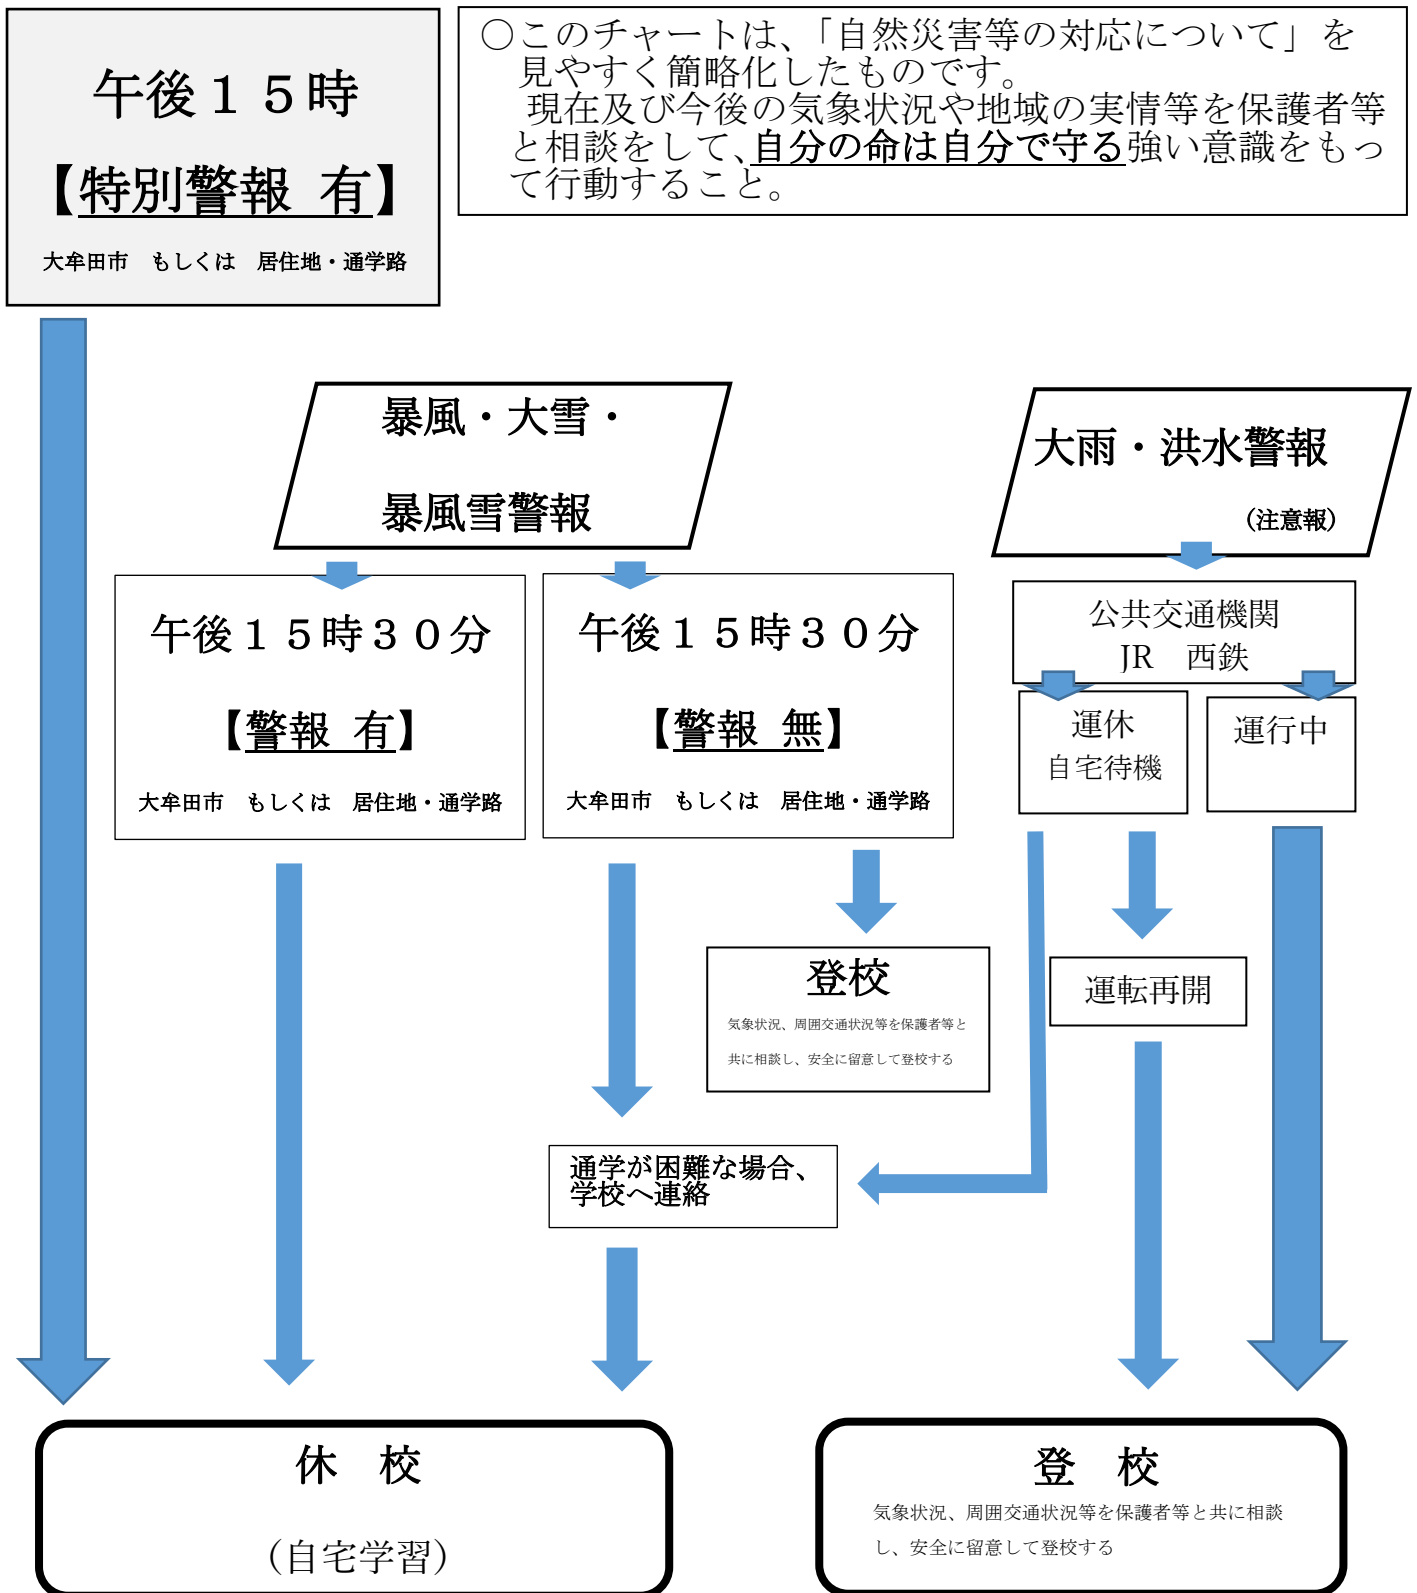 午後１５時
【特別警報 有】
大牟田市　もしくは　居住地・通学路
○このチャートは、「自然災害等の対応について」を
見やすく簡略化したものです。
現在及び今後の気象状況や地域の実情等を保護者等
と相談をして、自分の命は自分で守る強い意識をもっ
て行動すること。
暴風・大雪・
暴風雪警報
大雨・洪水警報
（注意報）
午後１５時３０分
【警報 有】
大牟田市　もしくは　居住地・通学路
午後１５時３０分
【警報 無】
大牟田市　もしくは　居住地・通学路
公共交通機関
JR　西鉄
運休
自宅待機
運行中
登校
気象状況、周囲交通状況等を保護者等と
共に相談し、安全に留意して登校する
運転再開
通学が困難な場合、
学校へ連絡
休　校
（自宅学習）
登　校
気象状況、周囲交通状況等を保護者等と共に相談
し、安全に留意して登校する